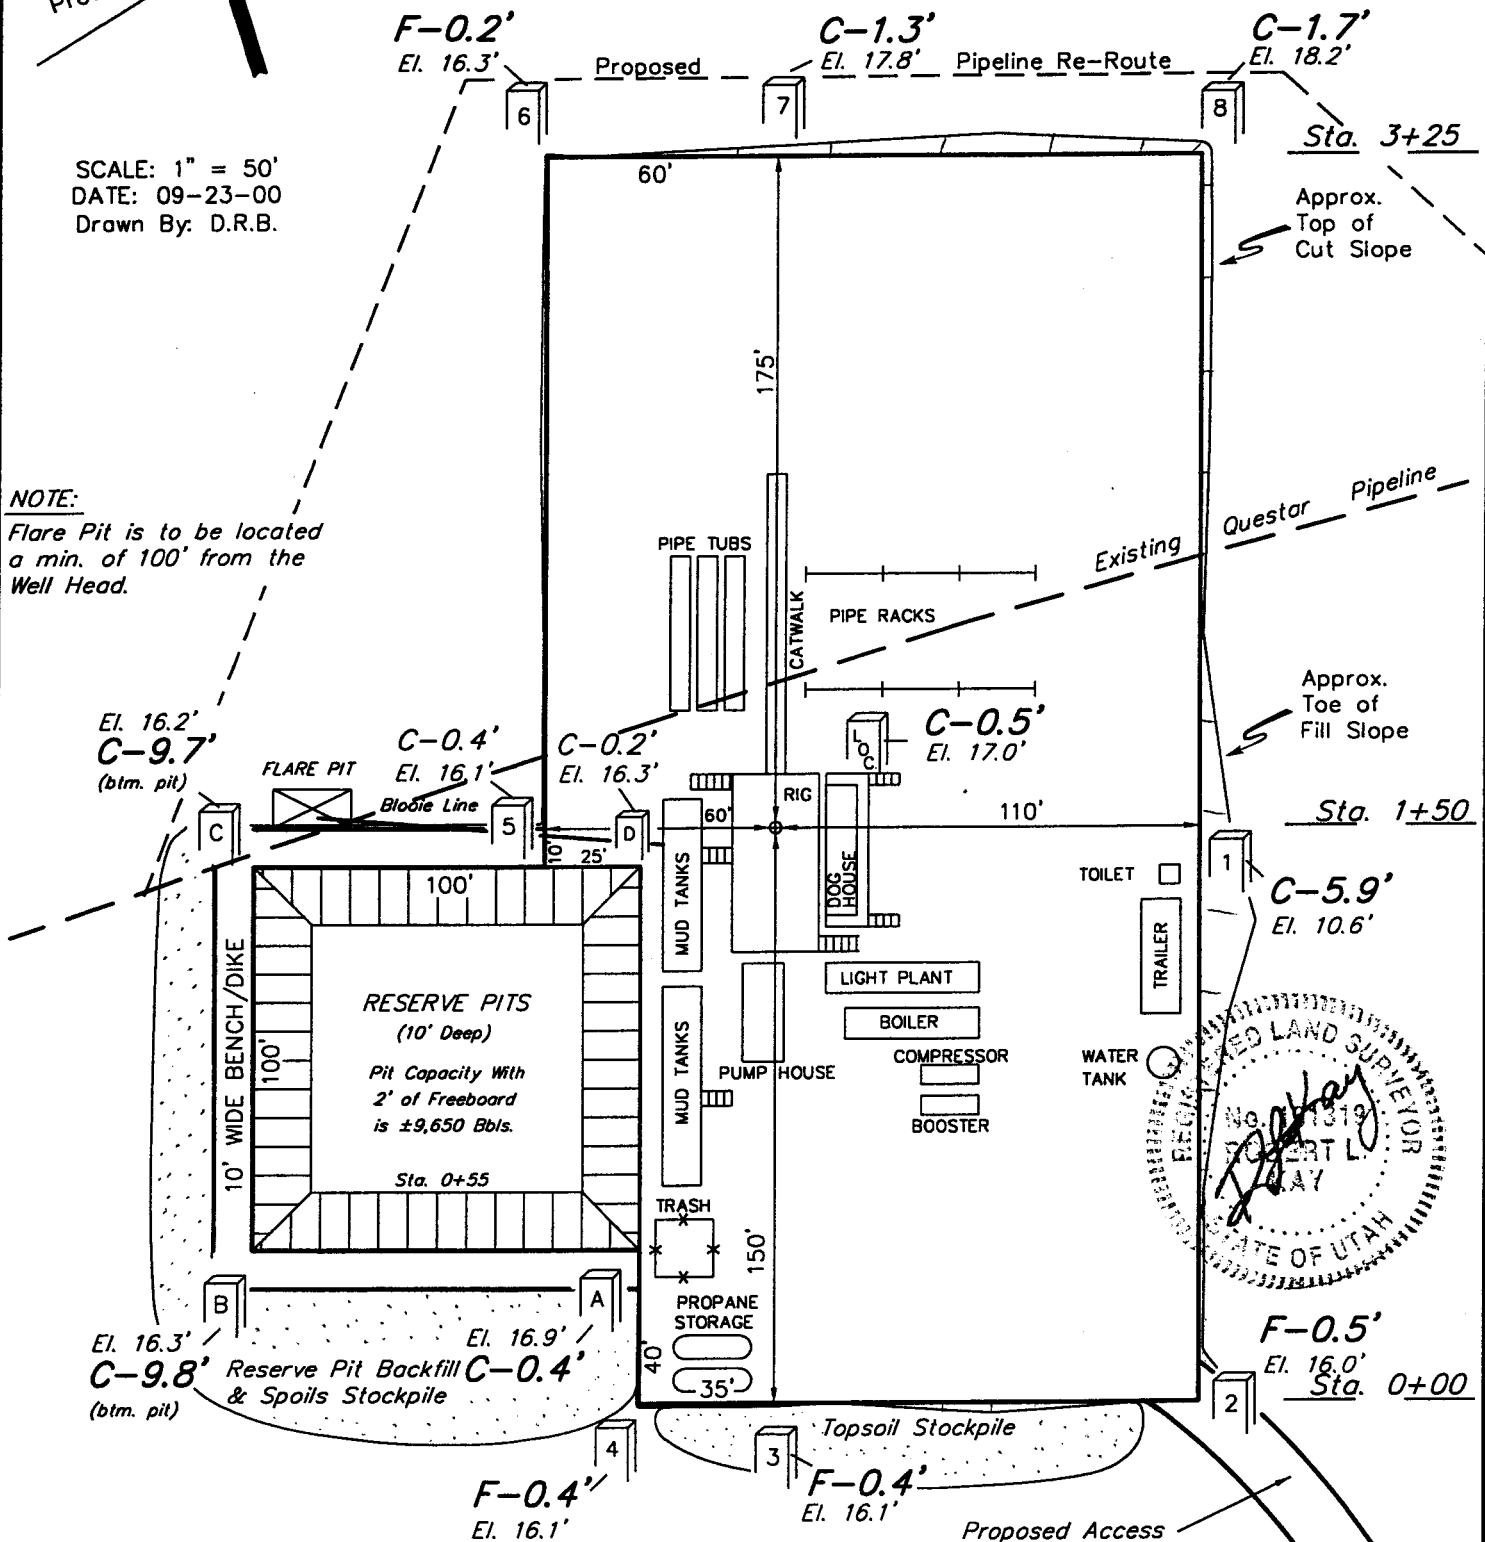 F-0.2'
El. 16.3'
C-1.3'
El. 17.8'
C-1.7'
El. 18.2'
Proposed Pipeline Re-Route
6
7
8
Sta. 3+25
SCALE: 1" = 50'
DATE: 09-23-00
Drawn By: D.R.B.
60'
Approx.
Top of
Cut Slope
175'
NOTE:
Flare Pit is to be located
a min. of 100' from the
Well Head.
Existing Questar Pipeline
PIPE TUBS
CATWALK
PIPE RACKS
Approx.
Toe of
Fill Slope
El. 16.2'
C-9.7'
(btm. pit)
FLARE PIT
C-0.4'
El. 16.1'
Blooie Line
C-0.2'
El. 16.3'
LOC.
C-0.5'
El. 17.0'
RIG
C
5
D
60'
110'
Sta. 1+50
10'
25'
100'
MUD TANKS
DOG
HOUSE
TOILET
1
C-5.9'
El. 10.6'
TRAILER
10' WIDE BENCH/DIKE
100'
RESERVE PITS
(10' Deep)
Pit Capacity With
2' of Freeboard
is ±9,650 Bbls.
Sta. 0+55
MUD TANKS
PUMP HOUSE
LIGHT PLANT
BOILER
COMPRESSOR
BOOSTER
WATER
TANK
REGISTERED LAND SURVEYOR
No.
ROBERT L.
KAY
STATE OF UTAH
TRASH
150'
PROPANE
STORAGE
40'
35'
B
A
El. 16.3'
C-9.8'
(btm. pit)
El. 16.9'
C-0.4'
Reserve Pit Backfill
& Spoils Stockpile
F-0.5'
El. 16.0'
Sta. 0+00
2
Topsoil Stockpile
4
3
F-0.4'
El. 16.1'
F-0.4'
El. 16.1'
Proposed Access